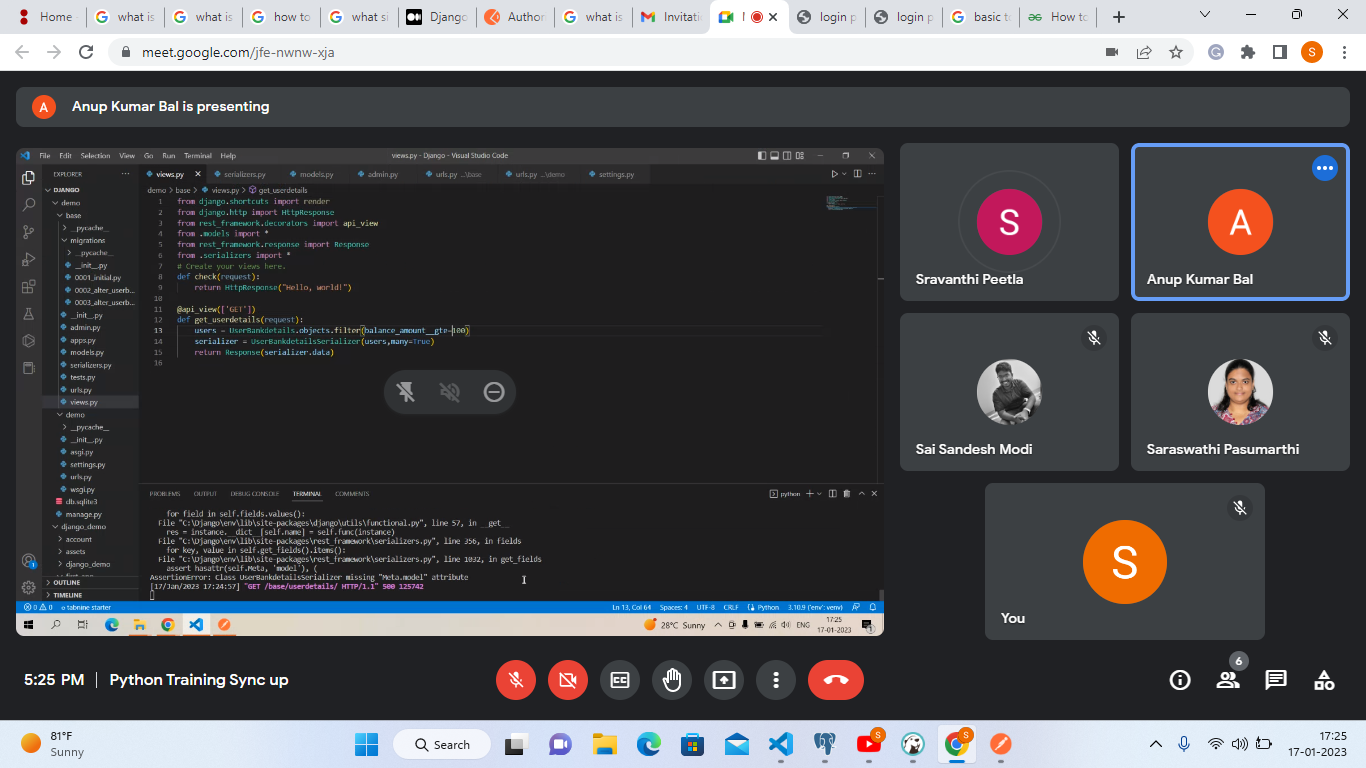 Home
what is
what is
how to
what si
Django
Author
what is
Invitati
login p
login p
basic t
How to
meet.google.com/jfe-nwnw-xja
S
A
Anup Kumar Bal is presenting
File Edit Selection View Go Run Terminal Help
views.py - Django - Visual Studio Code
EXPLORER
views.py serializers.py models.py admin.py urls.py ...\base urls.py ...\demo settings.py
demo > base > views.py > get_userdetails
DJANGO
demo
base
__pycache__
migrations
__pycache__
__init__.py
0001_initial.py
0002_alter_userb...
0003_alter_userb...
__init__.py
admin.py
apps.py
models.py
serializers.py
tests.py
urls.py
views.py
demo
__pycache__
__init__.py
asgi.py
settings.py
urls.py
wsgi.py
db.sqlite3
manage.py
django_demo
account
assets
django_demo
OUTLINE
TIMELINE
1 from django.shortcuts import render
2 from django.http import HttpResponse
3 from rest_framework.decorators import api_view
4 from .models import *
5 from rest_framework.response import Response
6 from .serializers import *
7 # Create your views here.
8 def check(request):
9 return HttpResponse("Hello, world!")
10
11 @api_view(['GET'])
12 def get_userdetails(request):
13 users = UserBankdetails.objects.filter(balance_amount__gte=100)
14 serializer = UserBankdetailsSerializer(users,many=True)
15 return Response(serializer.data)
16
PROBLEMS OUTPUT DEBUG CONSOLE TERMINAL COMMENTS
python
for field in self.fields.values():
File "C:\Django\env\lib\site-packages\django\utils\functional.py", line 57, in __get__
res = instance.__dict__[self.name] = self.func(instance)
File "C:\Django\env\lib\site-packages\rest_framework\serializers.py", line 356, in fields
for key, value in self.get_fields().items():
File "C:\Django\env\lib\site-packages\rest_framework\serializers.py", line 1032, in get_fields
assert hasattr(self.Meta, 'model'), (
AssertionError: Class UserBankdetailsSerializer missing "Meta.model" attribute
[17/Jan/2023 17:24:57] "GET /base/userdetails/ HTTP/1.1" 500 125742
0 0 tabnine starter
Ln 13, Col 64 Spaces: 4 UTF-8 CRLF Python 3.10.9 ('env': venv)
28°C Sunny
ENG
17:25
17-01-2023
S
Sravanthi Peetla
A
Anup Kumar Bal
Sai Sandesh Modi
Saraswathi Pasumarthi
S
You
5:25 PM | Python Training Sync up
6
81°F
Sunny
Search
S
S
17:25
17-01-2023